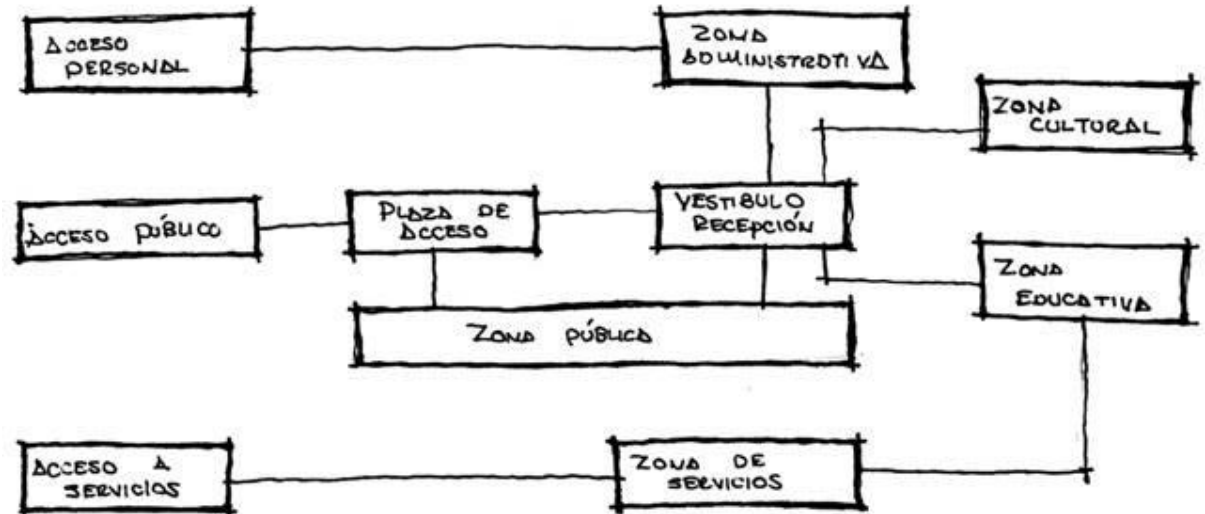 ACCESO
PERSONAL
ZONA
ADMINISTRATIVA
ZONA
CULTURAL
ACCESO PÚBLICO
PLAZA DE
ACCESO
VESTIBULO
RECEPCIÓN
ZONA
EDUCATIVA
ZONA PÚBLICA
ACCESO A
SERVICIOS
ZONA DE
SERVICIOS